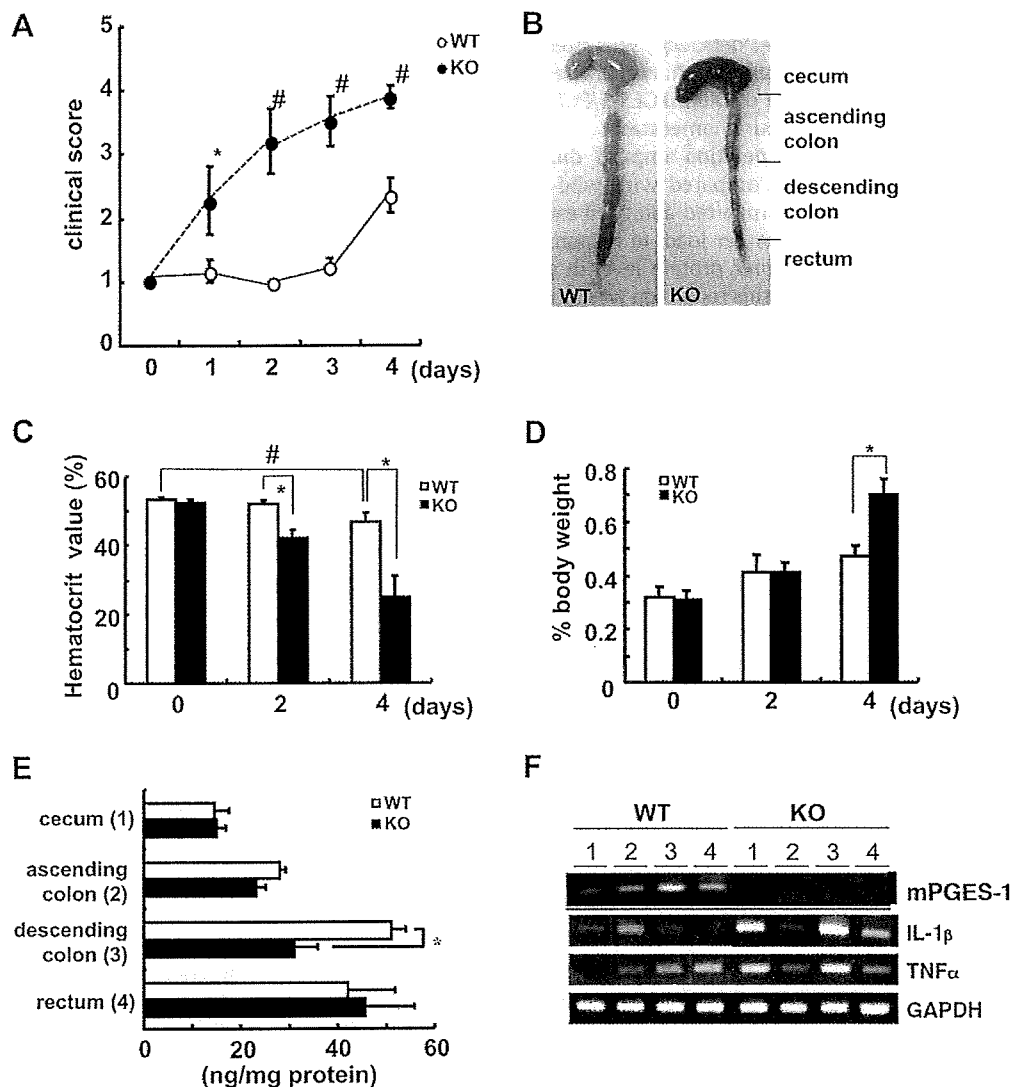 A
clinical score
5
4
3
2
1
1
0 1 2 3 4 (days)
WT
KO
*
#
#
#
B
WT
KO
cecum
ascending
colon
descending
colon
rectum
C
Hematocrit value (%)
60
40
20
0
0 2 4 (days)
WT
KO
#
*
*
D
% body weight
0.8
0.6
0.4
0.2
0
0 2 4 (days)
WT
KO
*
E
cecum (1)
ascending
colon (2)
descending
colon (3)
rectum (4)
WT
KO
*
0 20 40 60
(ng/mg protein)
F
WT KO
1 2 3 4 1 2 3 4
mPGES-1
IL-1β
TNFα
GAPDH